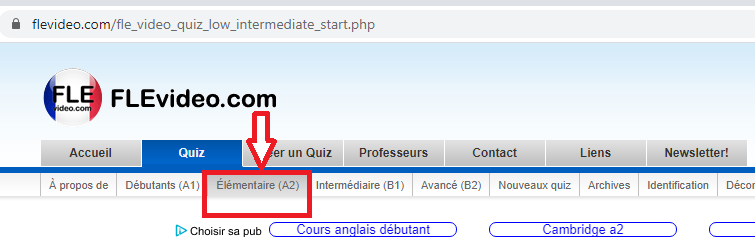 flevideo.com/fle_video_quiz_low_intermediate_start.php
FLE
video.com
FLEvideo.com
Accueil Quiz er un Quiz Professeurs Contact Liens Newsletter!
À propos de Débutants (A1) Élémentaire (A2) Intermédiaire (B1) Avancé (B2) Nouveaux quiz Archives Identification Décor
Choisir sa pub Cours anglais débutant Cambridge a2